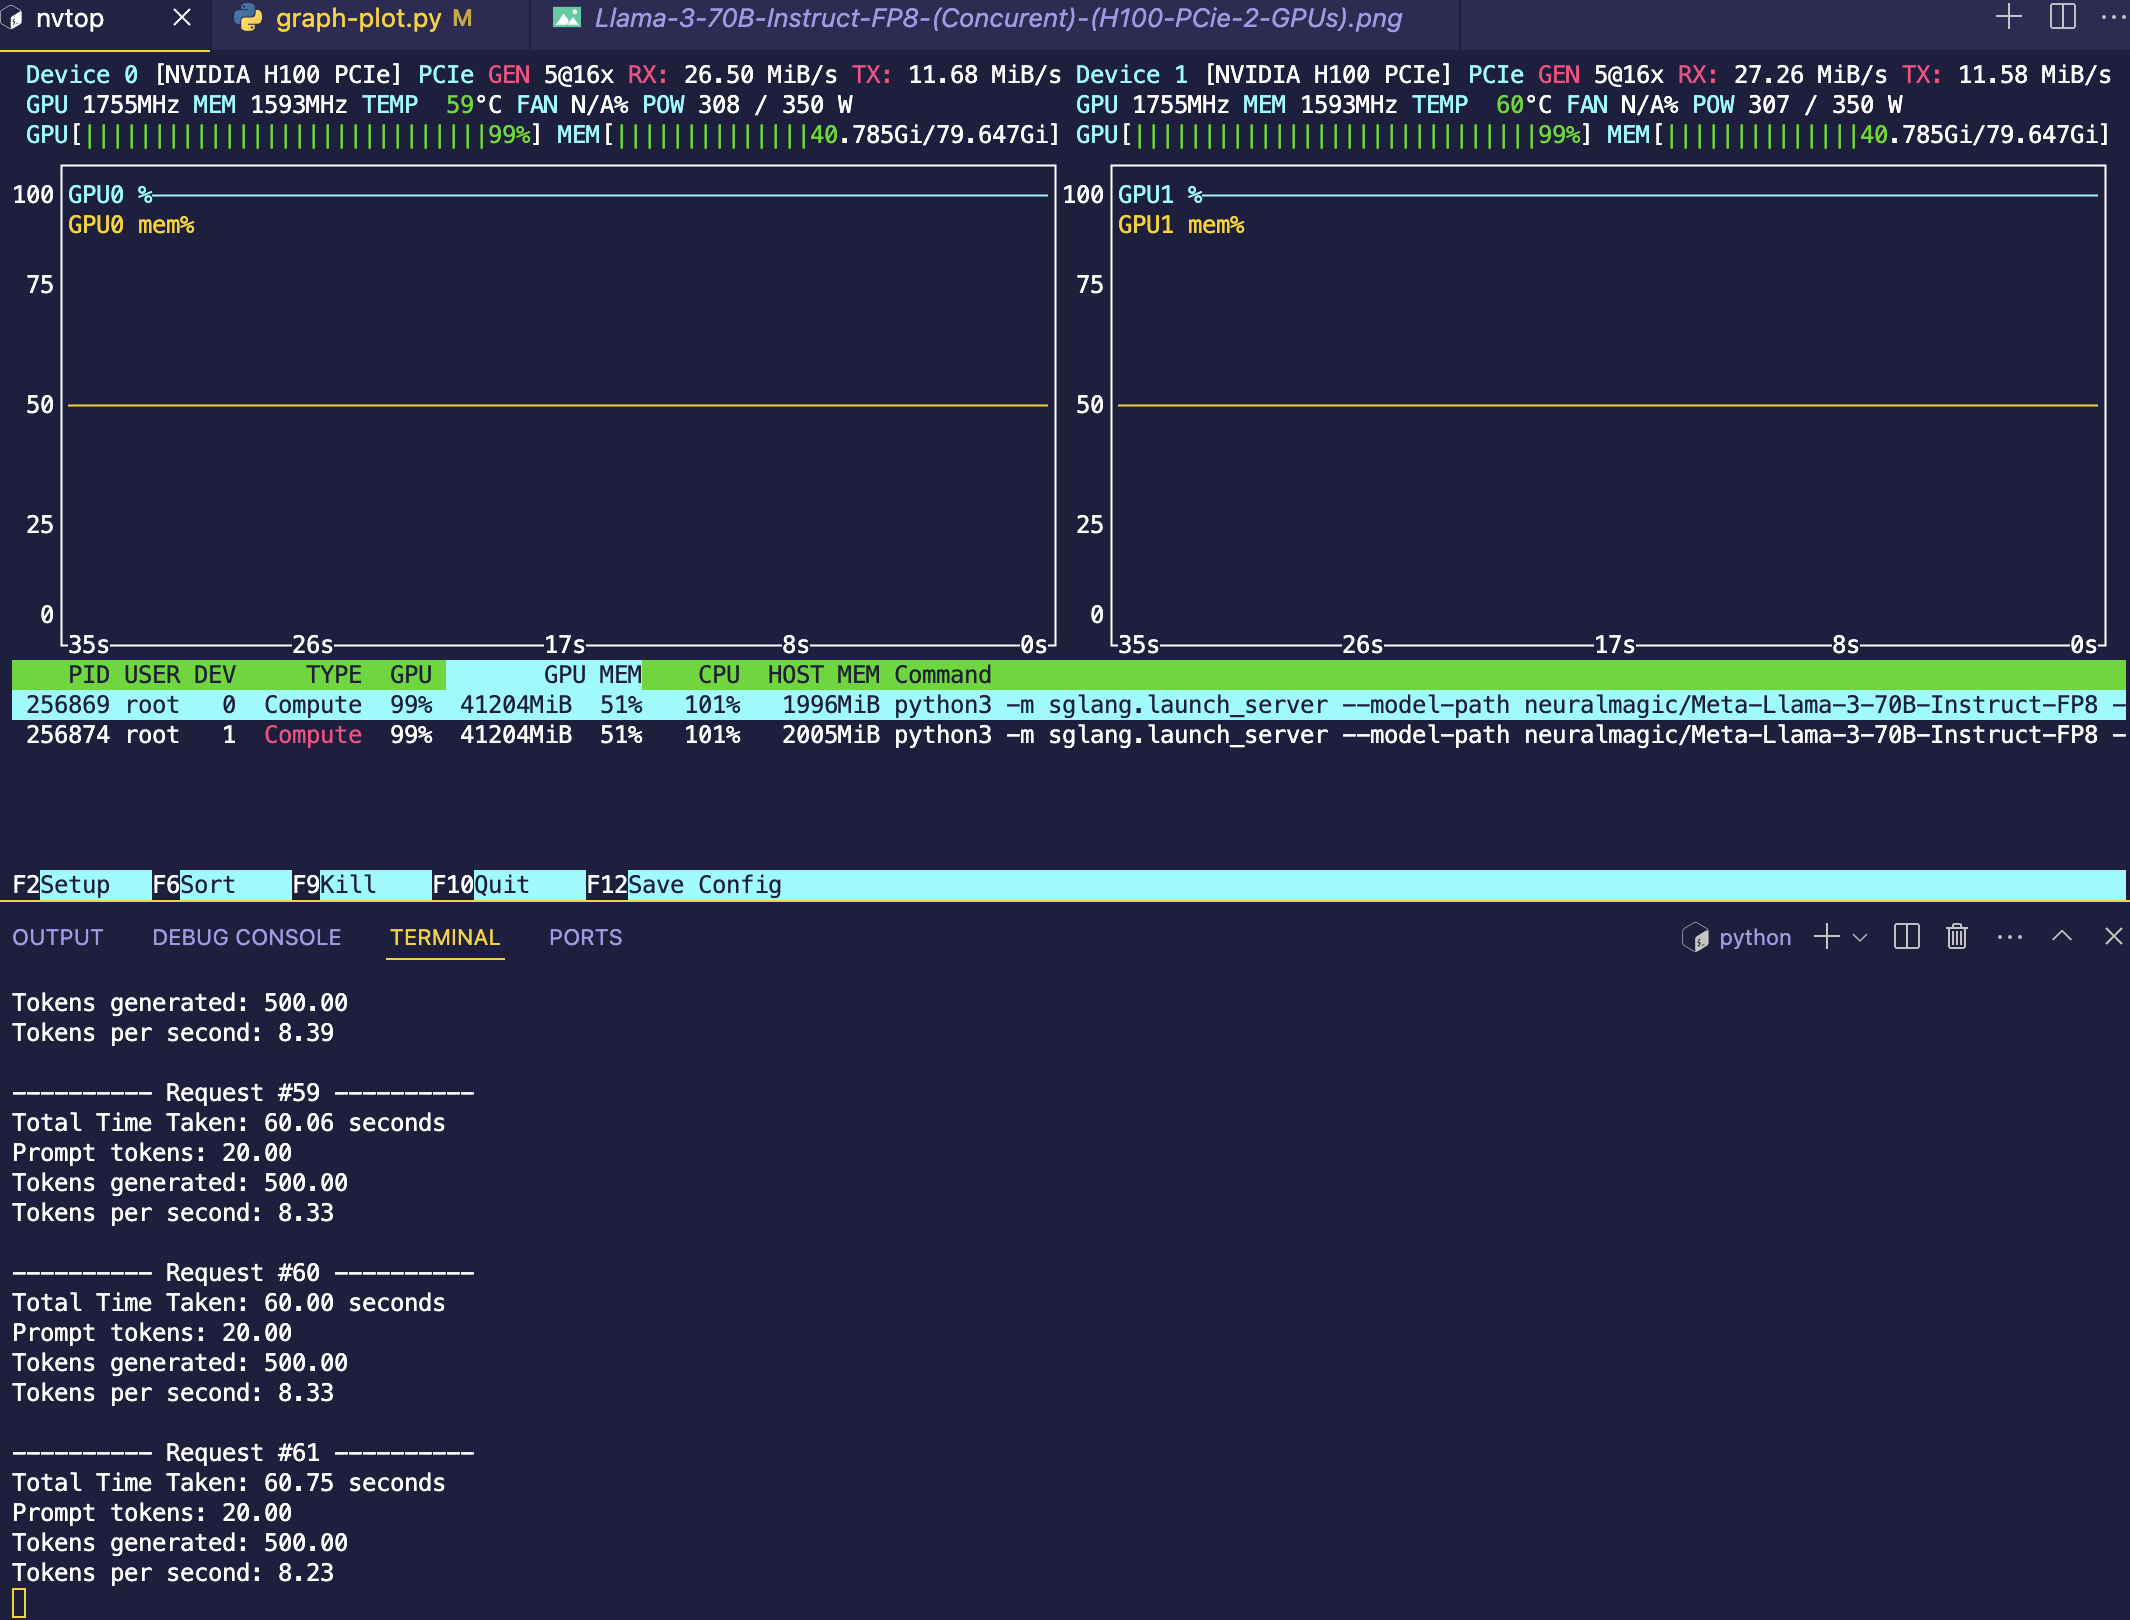 nvtop graph-plot.py M Llama-3-70B-Instruct-FP8-(Concurent)-(H100-PCie-2-GPUs).png
Device 0 [NVIDIA H100 PCIe] PCIe GEN 5@16x RX: 26.50 MiB/s TX: 11.68 MiB/s Device 1 [NVIDIA H100 PCIe] PCIe GEN 5@16x RX: 27.26 MiB/s TX: 11.58 MiB/s
GPU 1755MHz MEM 1593MHz TEMP 59°C FAN N/A% POW 308 / 350 W GPU 1755MHz MEM 1593MHz TEMP 60°C FAN N/A% POW 307 / 350 W
GPU[|||||||||||||||||||||||||||||99%] MEM[||||||||||||||40.785Gi/79.647Gi] GPU[|||||||||||||||||||||||||||||99%] MEM[||||||||||||||40.785Gi/79.647Gi]
100 GPU0 % 100 GPU1 %
GPU0 mem% GPU1 mem%
75 75
50 50
25 25
0 0
35s 26s 17s 8s 0s 35s 26s 17s 8s 0s
PID USER DEV TYPE GPU GPU MEM CPU HOST MEM Command
256869 root 0 Compute 99% 41204MiB 51% 101% 1996MiB python3 -m sglang.launch_server --model-path neuralmagic/Meta-Llama-3-70B-Instruct-FP8 -
256874 root 1 Compute 99% 41204MiB 51% 101% 2005MiB python3 -m sglang.launch_server --model-path neuralmagic/Meta-Llama-3-70B-Instruct-FP8 -
F2Setup F6Sort F9Kill F10Quit F12Save Config
OUTPUT DEBUG CONSOLE TERMINAL PORTS python
Tokens generated: 500.00
Tokens per second: 8.39
---------- Request #59 ----------
Total Time Taken: 60.06 seconds
Prompt tokens: 20.00
Tokens generated: 500.00
Tokens per second: 8.33
---------- Request #60 ----------
Total Time Taken: 60.00 seconds
Prompt tokens: 20.00
Tokens generated: 500.00
Tokens per second: 8.33
---------- Request #61 ----------
Total Time Taken: 60.75 seconds
Prompt tokens: 20.00
Tokens generated: 500.00
Tokens per second: 8.23